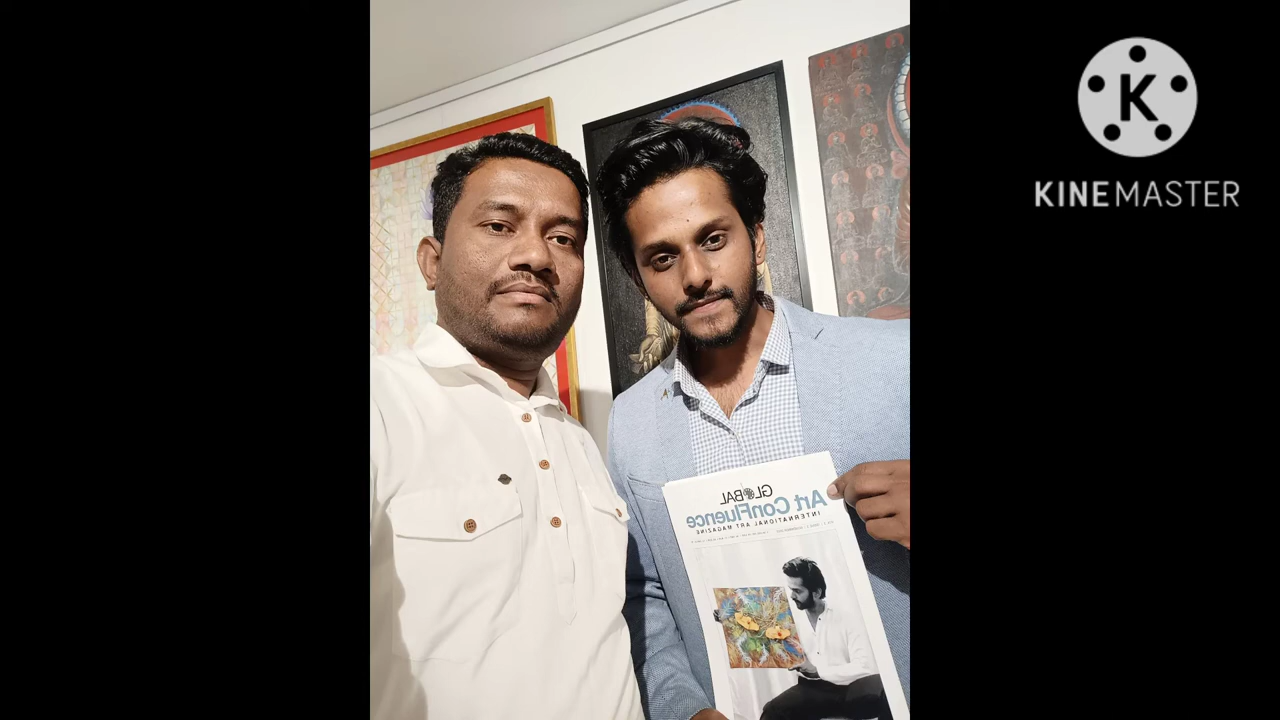 K
KINEMASTER
GLOBAL
Art ConFluence
INTERNATIONAL ART MAGAZINE